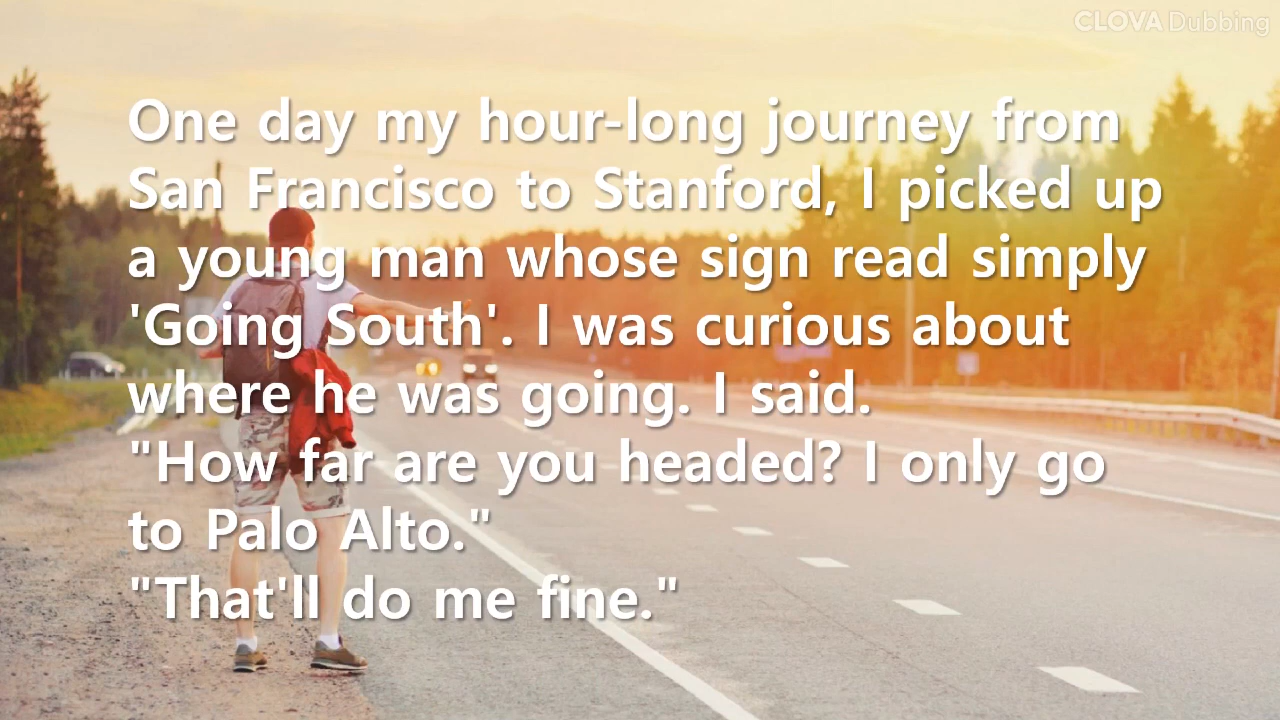 CLOVA Dubbing
One day my hour-long journey from
San Francisco to Stanford, I picked up
a young man whose sign read simply
'Going South'. I was curious about
where he was going. I said.
"How far are you headed? I only go
to Palo Alto."
"That'll do me fine."